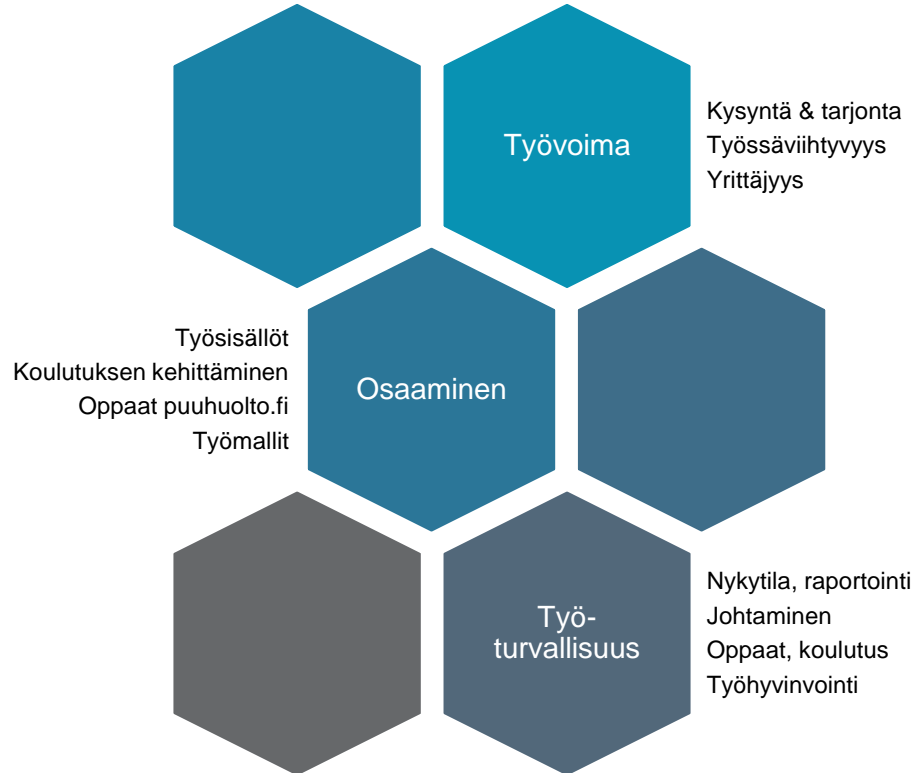 Työvoima
Kysyntä & tarjonta
Työssäviihtyvyys
Yrittäjyys
Työsisällöt
Koulutuksen kehittäminen
Oppaat puuhuolto.fi
Työmallit
Osaaminen
Työ-
turvallisuus
Nykytila, raportointi
Johtaminen
Oppaat, koulutus
Työhyvinvointi